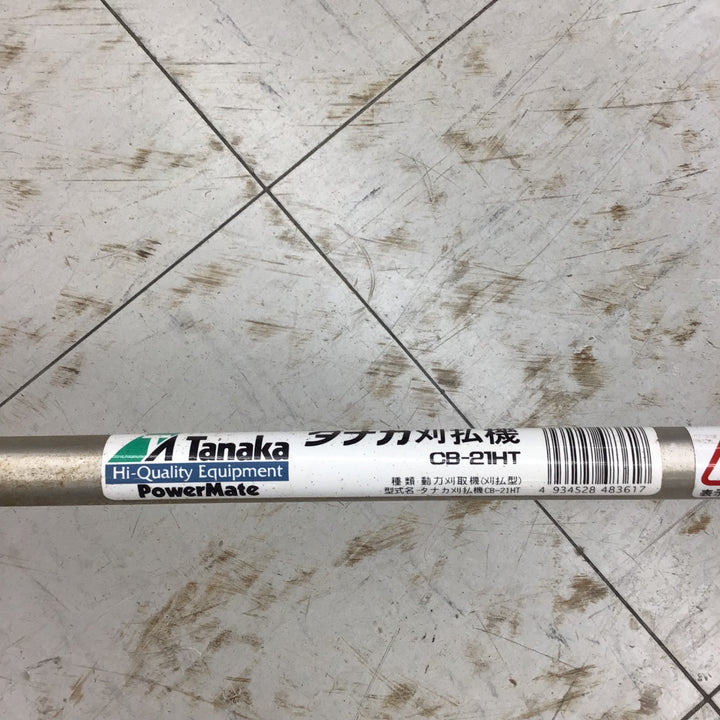 Tanaka
Hi-Quality Equipment
PowerMate
タナカ刈払機
CB-21HT
種類:動力刈取機(刈払型)
型式名-タナカ刈払機CB-21HT
4 934528 483617